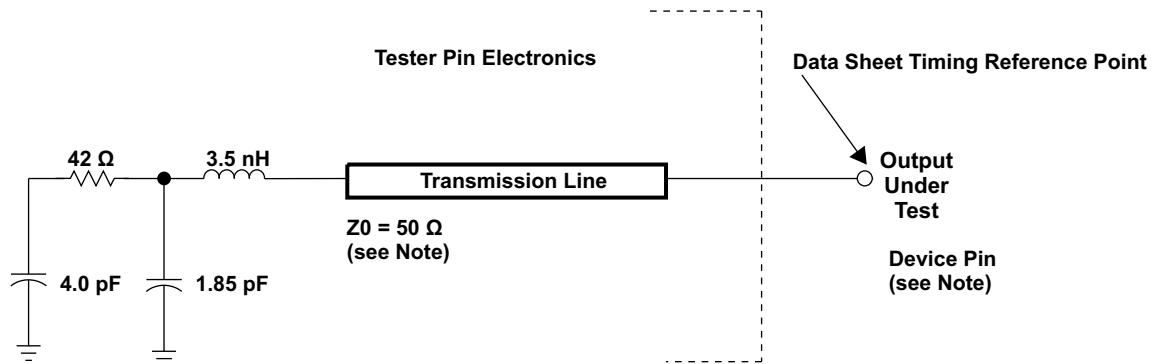 Tester Pin Electronics
Data Sheet Timing Reference Point
42 Ω
3.5 nH
Transmission Line
Output
Under
Test
Z0 = 50 Ω
(see Note)
4.0 pF
1.85 pF
Device Pin
(see Note)